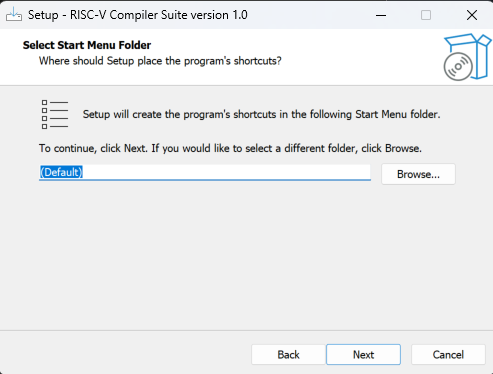 Setup - RISC-V Compiler Suite version 1.0
Select Start Menu Folder
Where should Setup place the program's shortcuts?
Setup will create the program's shortcuts in the following Start Menu folder.
To continue, click Next. If you would like to select a different folder, click Browse.
(Default)
Browse...
Back
Next
Cancel